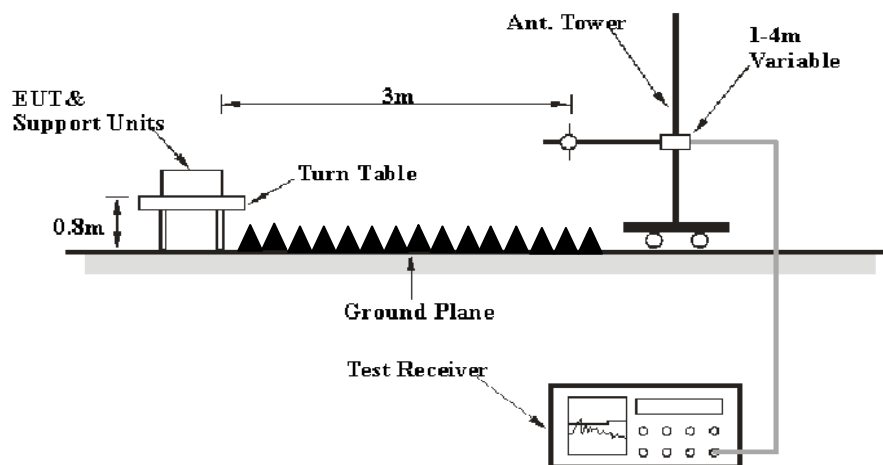 Ant. Tower
1-4m
Variable
EUT &
Support Units
3m
Turn Table
0.8m
Ground Plane
Test Receiver